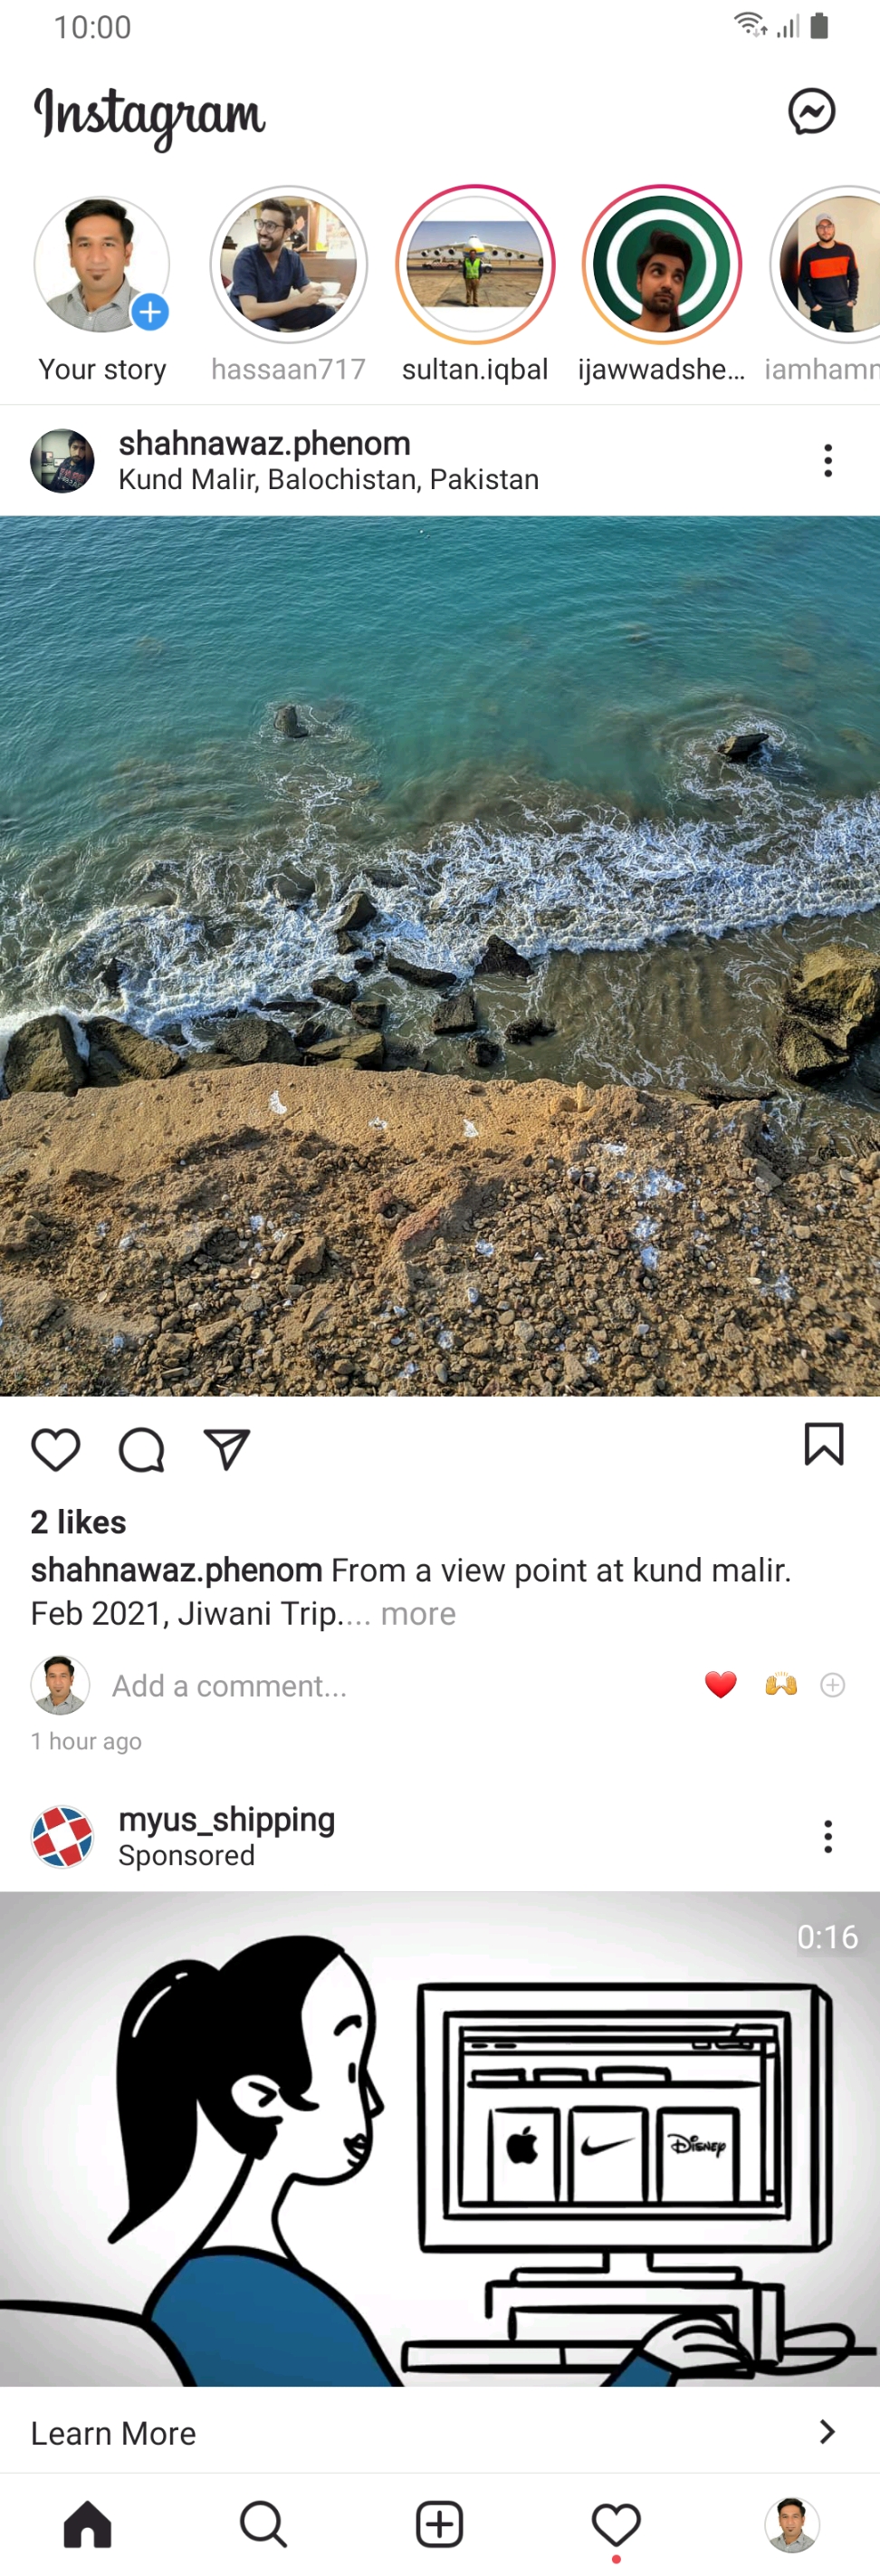 10:00
Instagram
Your story
hassaan717
sultan.iqbal
ijawwadshe...
iamhamm
shahnawaz.phenom
Kund Malir, Balochistan, Pakistan
2 likes
shahnawaz.phenom From a view point at kund malir.
Feb 2021, Jiwani Trip.... more
Add a comment...
1 hour ago
myus_shipping
Sponsored
0:16
Disney
Learn More